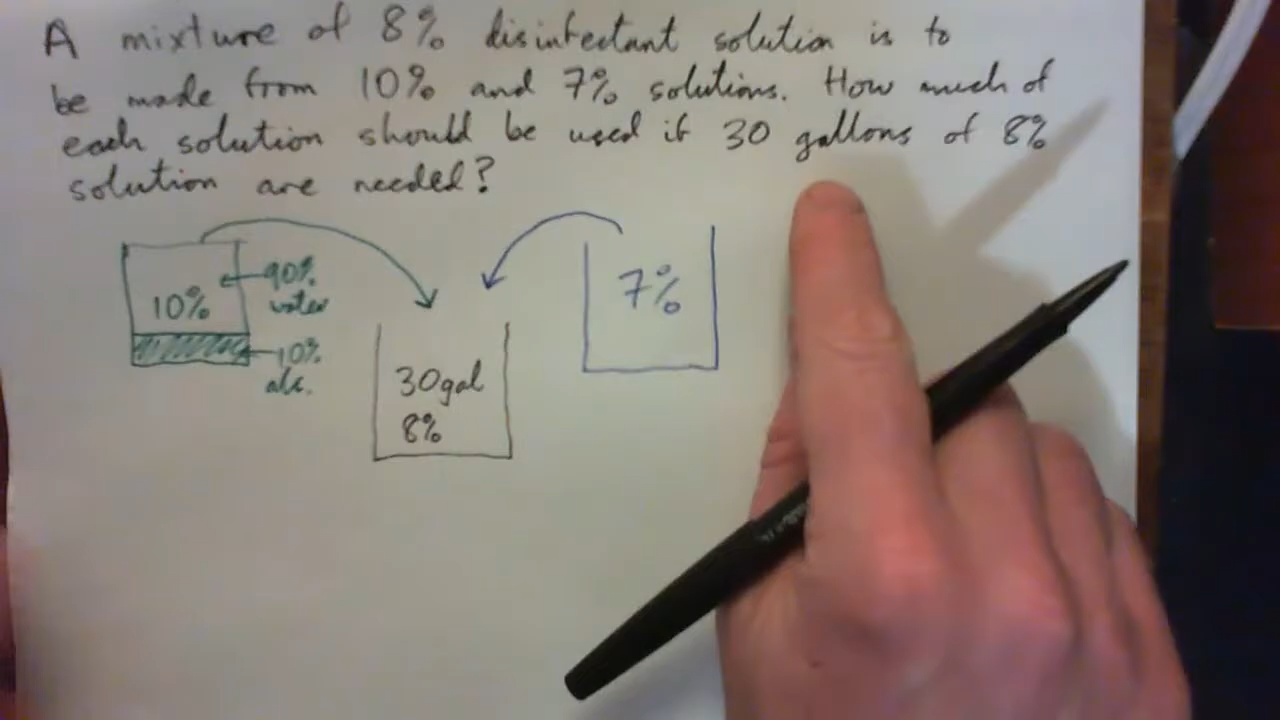 A mixture of 8% disinfectant solution is to
be made from 10% and 7% solutions. How much of
each solution should be used if 30 gallons of 8%
solution are needed?
90%
water
10%
10%
alc.
7%
30gal
8%